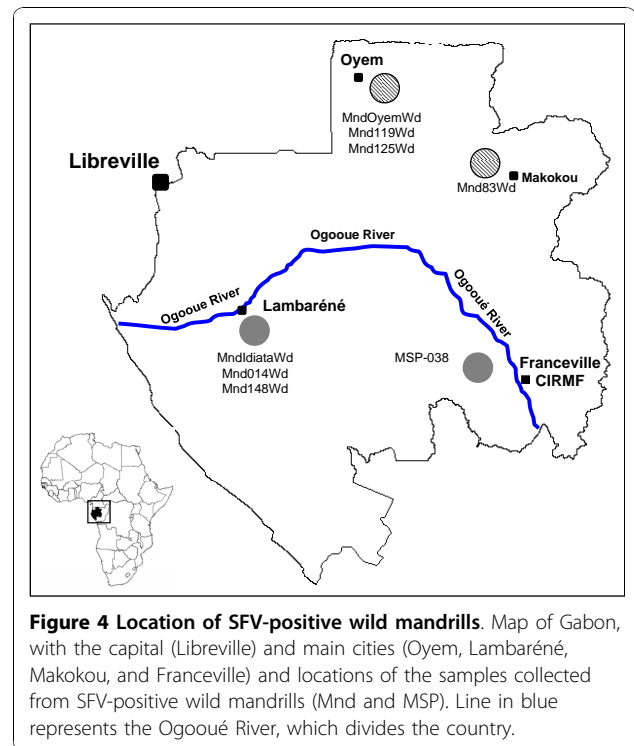 Oyem
MndOyemWd
Mnd119Wd
Mnd125Wd
Libreville
Mnd83Wd
Makokou
Ogooue River
Ogooue River
Ogooué River
Lambaréné
MndIdiataWd
Mnd014Wd
Mnd148Wd
MSP-038
Franceville
CIRMF
Figure 4 Location of SFV-positive wild mandrills. Map of Gabon,
with the capital (Libreville) and main cities (Oyem, Lambaréné,
Makokou, and Franceville) and locations of the samples collected
from SFV-positive wild mandrills (Mnd and MSP). Line in blue
represents the Ogooué River, which divides the country.